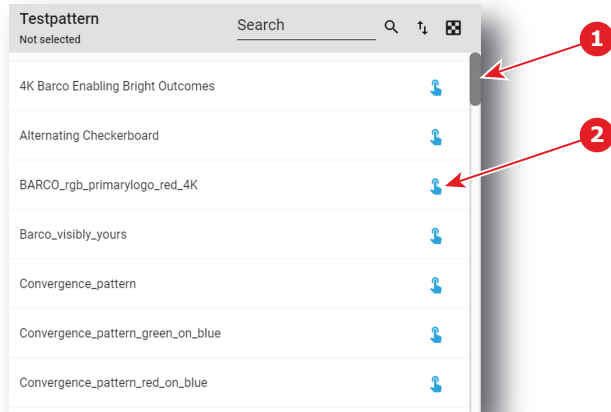 Testpattern
Not selected
Search
1
4K Barco Enabling Bright Outcomes
Alternating Checkerboard
2
BARCO_rgb_primarylogo_red_4K
Barco_visibly_yours
Convergence_pattern
Convergence_pattern_green_on_blue
Convergence_pattern_red_on_blue